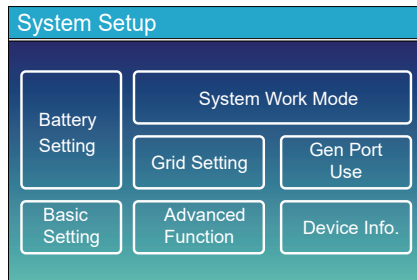 System Setup
Battery
Setting
System Work Mode
Grid Setting
Gen Port
Use
Basic
Setting
Advanced
Function
Device Info.